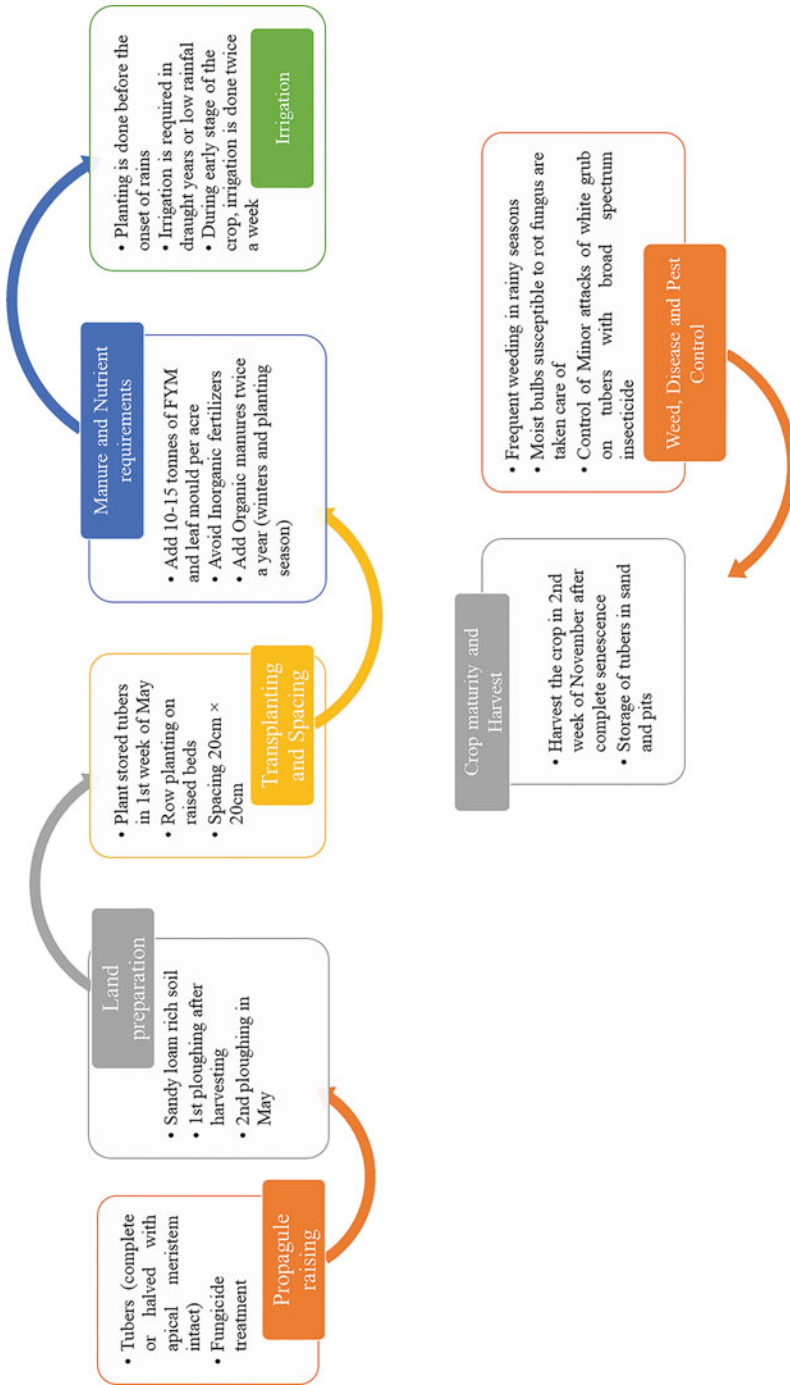 • Tubers (complete
or halved with
apical meristem
intact)
• Fungicide
treatment
Propagule
raising
Land
preparation
• Sandy loam rich soil
• 1st ploughing after
harvesting
• 2nd ploughing in
May
• Plant stored tubers
in 1st week of May
• Row planting on
raised beds
• Spacing 20cm ×
20cm
Transplanting
and Spacing
Manure and Nutrient
requirements
• Add 10-15 tonnes of FYM
and leaf mould per acre
• Avoid Inorganic fertilizers
• Add Organic manures twice
a year (winters and planting
season)
• Planting is done before the
onset of rains
• Irrigation is required in
draught years or low rainfal
• During early stage of the
crop, irrigation is done twice
a week
Irrigation
• Frequent weeding in rainy seasons
• Moist bulbs susceptible to rot fungus are
taken care of
• Control of Minor attacks of white grub
on tubers with broad spectrum
insecticide
Weed, Disease and Pest
Control
Crop maturity and
Harvest
• Harvest the crop in 2nd
week of November after
complete senescence
• Storage of tubers in sand
and pits